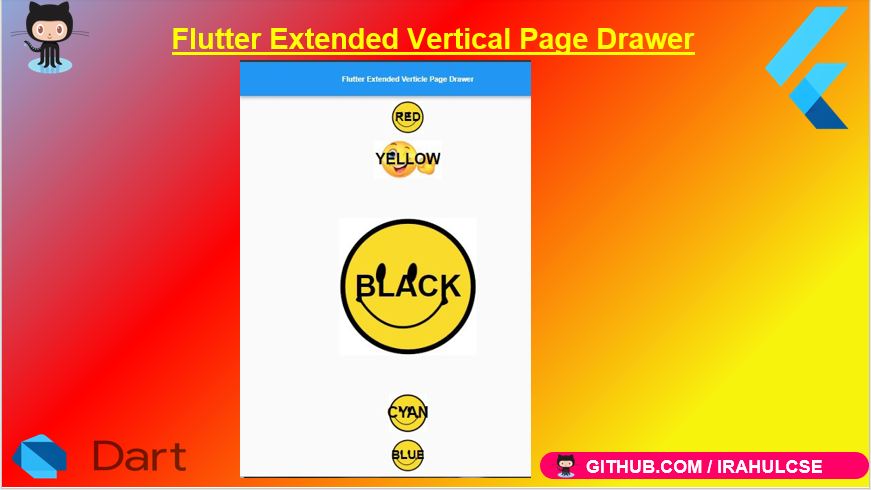 Flutter Extended Vertical Page Drawer
Flutter Extended Verticle Page Drawer
RED
YELLOW
BLACK
CYAN
BLUE
Dart
GITHUB.COM / IRAHULCSE